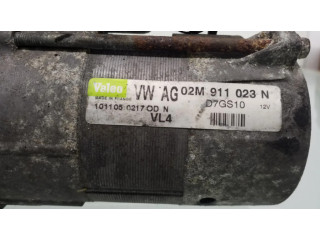 Valeo
VW AG 02M 911 023 N
101105 0217 OD N
D7GS10
12V
VL4